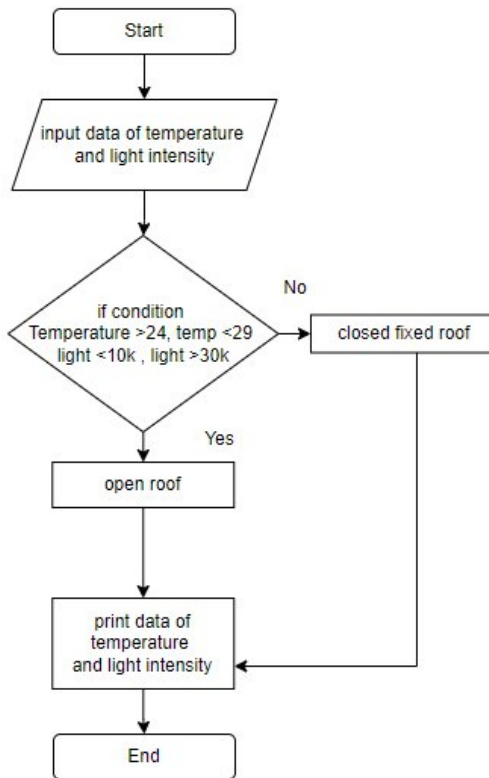 Start
input data of temperature
and light intensity
if condition
Temperature >24, temp <29
light <10k , light >30k
No
closed fixed roof
Yes
open roof
print data of
temperature
and light intensity
End